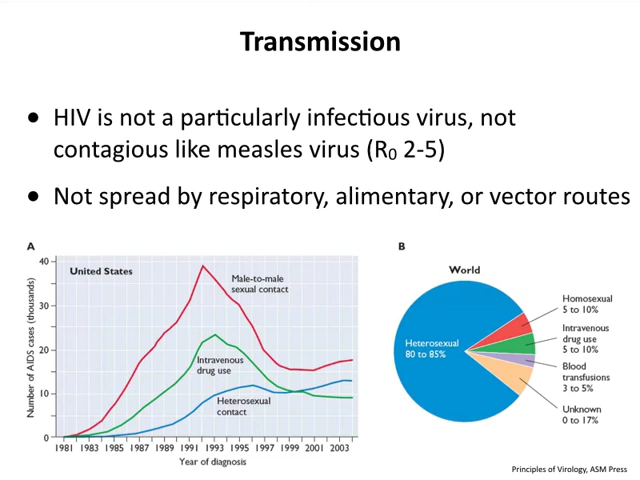 Transmission
• HIV is not a particularly infectious virus, not
contagious like measles virus (R₀ 2-5)
• Not spread by respiratory, alimentary, or vector routes
A
United States
Number of AIDS cases (thousands)
40
30
20
10
0
Male-to-male
sexual contact
Intravenous
drug use
Heterosexual
contact
1981 1983 1985 1987 1989 1991 1993 1995 1997 1999 2001 2003
Year of diagnosis
B
World
Heterosexual
80 to 85%
Homosexual
5 to 10%
Intravenous
drug use
5 to 10%
Blood
transfusions
3 to 5%
Unknown
0 to 17%
Principles of Virology, ASM Press